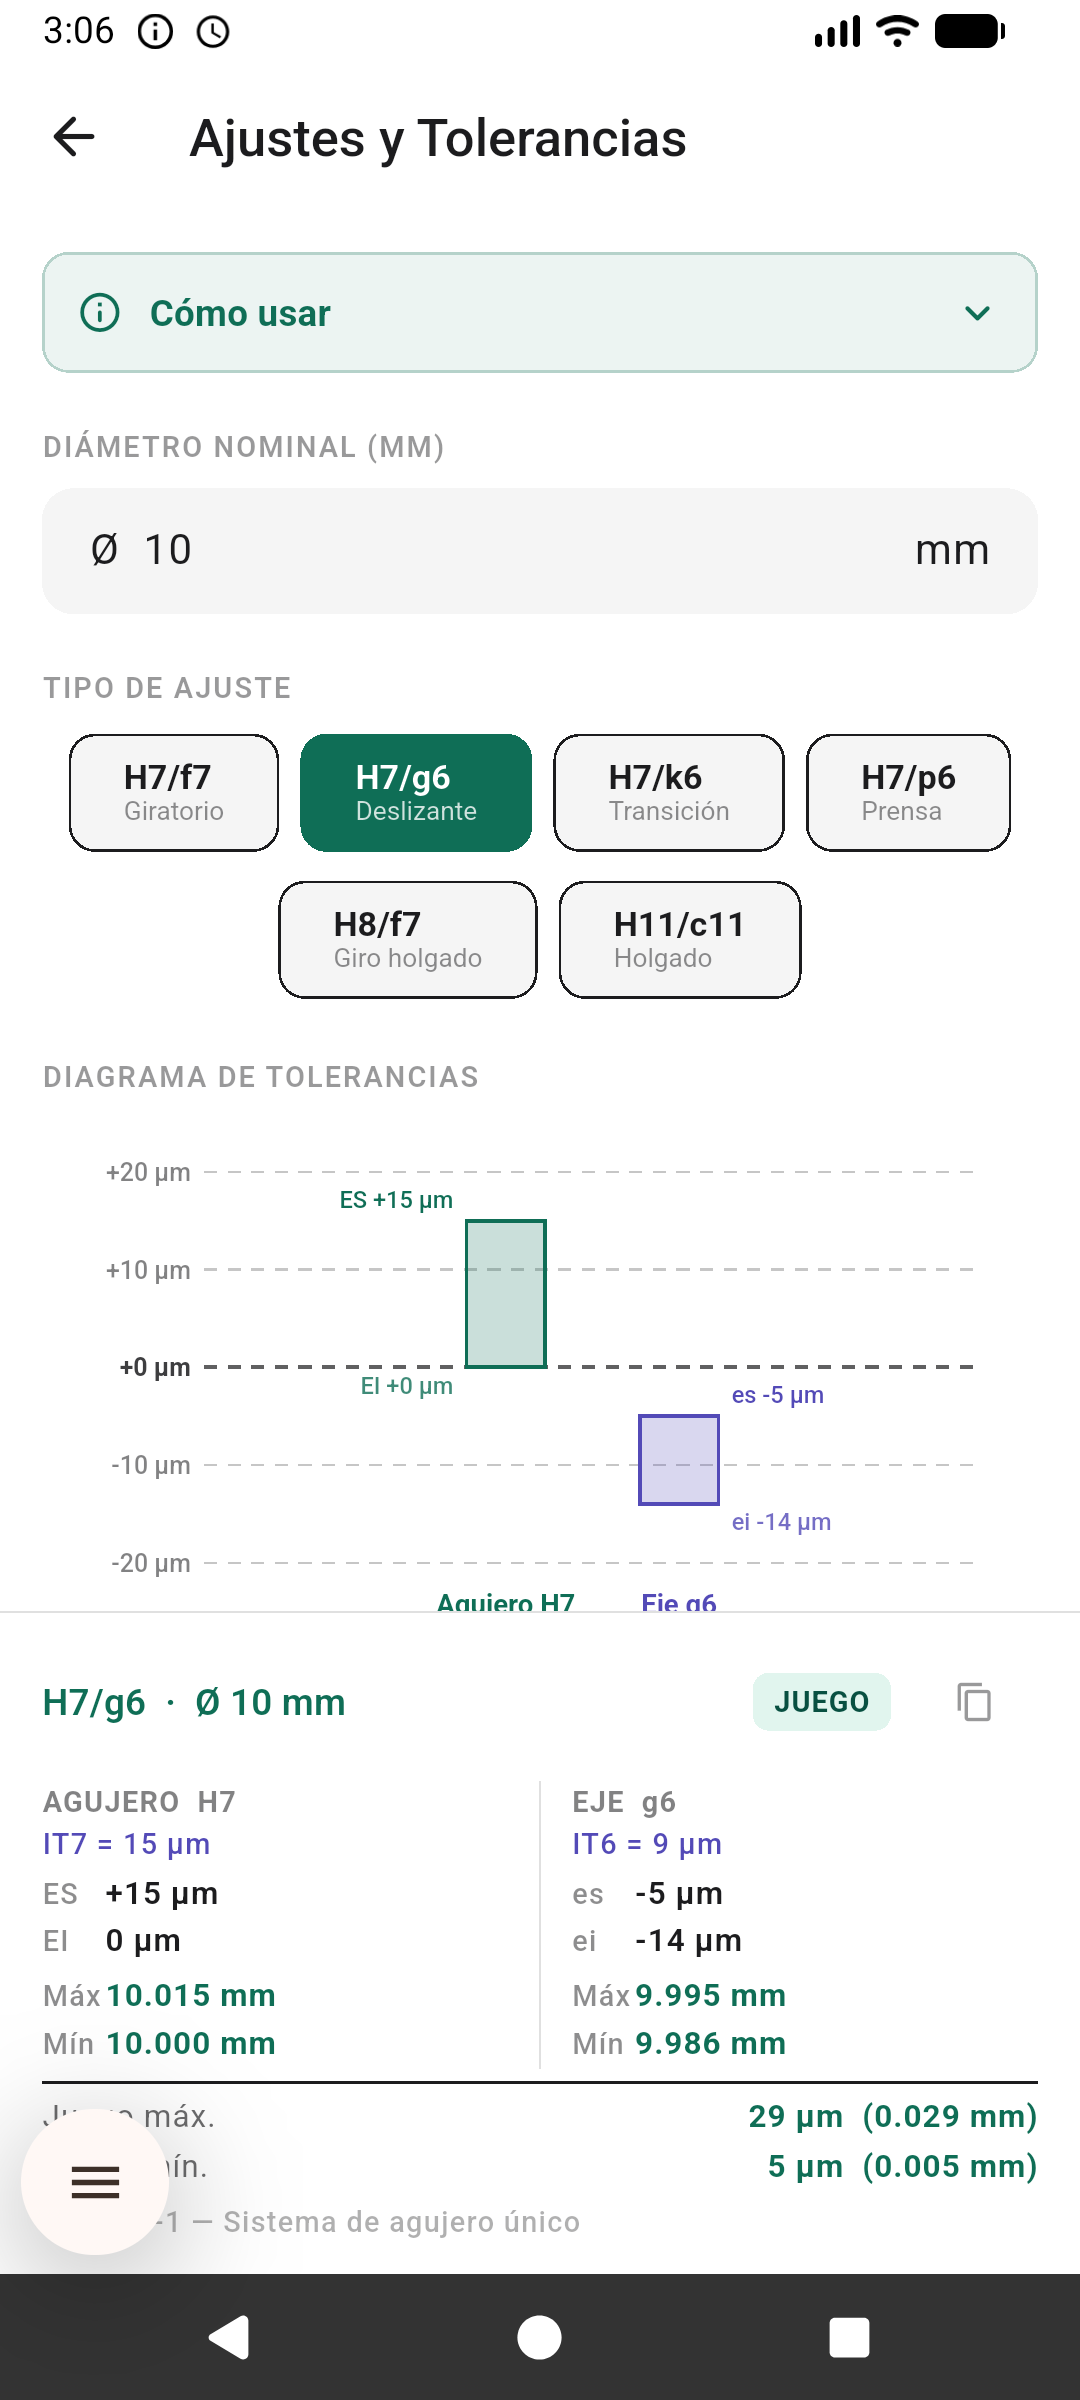 3:06
Ajustes y Tolerancias
Cómo usar
DIÁMETRO NOMINAL (MM)
Ø 10 mm
TIPO DE AJUSTE
H7/f7 H7/g6 H7/k6 H7/p6
Giratorio Deslizante Transición Prensa
H8/f7 H11/c11
Giro holgado Holgado
DIAGRAMA DE TOLERANCIAS
+20 µm
ES +15 µm
+10 µm
+0 µm
EI +0 µm
es -5 µm
-10 µm
ei -14 µm
-20 µm
Agujero H7 Eje g6
H7/g6 · Ø 10 mm JUEGO
AGUJERO H7
IT7 = 15 µm
ES +15 µm
EI 0 µm
Máx 10.015 mm
Mín 10.000 mm
EJE g6
IT6 = 9 µm
es -5 µm
ei -14 µm
Máx 9.995 mm
Mín 9.986 mm
máx. 29 µm (0.029 mm)
5 µm (0.005 mm)
-1 — Sistema de agujero único